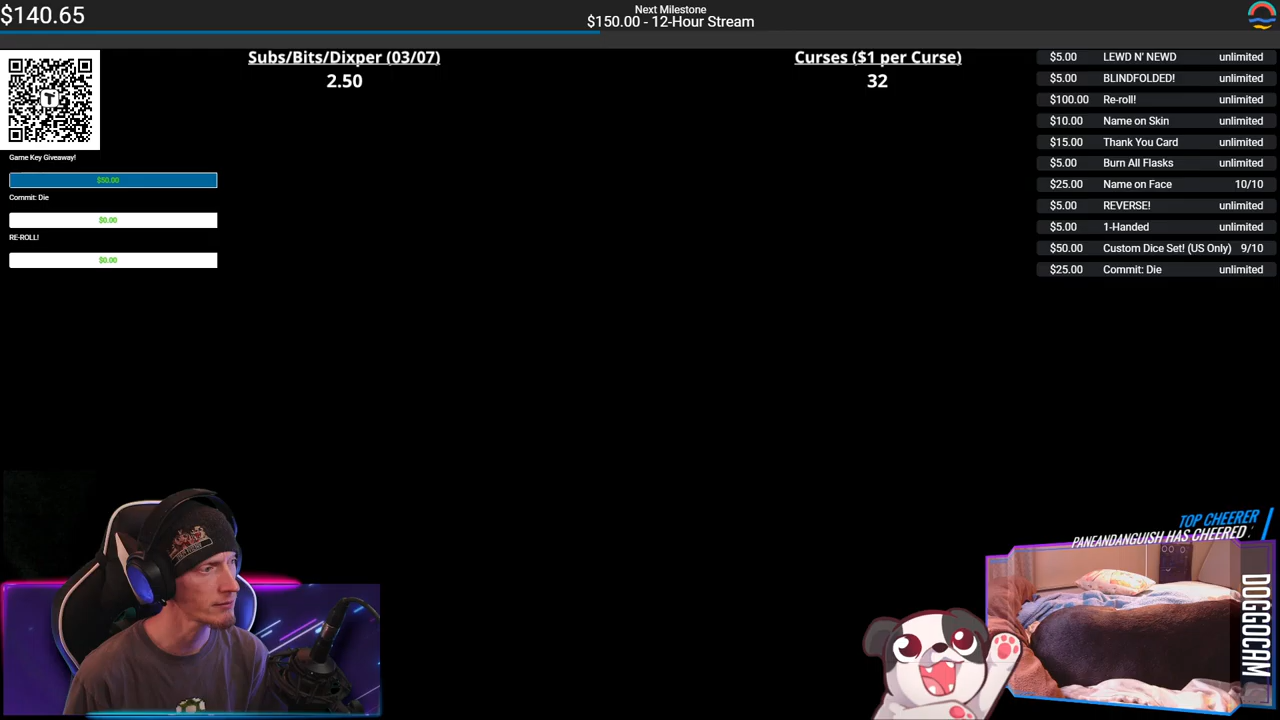 $140.65
Next Milestone
$150.00 - 12-Hour Stream
Subs/Bits/Dixper (03/07)
2.50
Curses ($1 per Curse)
32
Game Key Giveaway!
$50.00
Commit: Die
$0.00
RE-ROLL!
$0.00
$5.00 LEWD N' NEWD unlimited
$5.00 BLINDFOLDED! unlimited
$100.00 Re-roll! unlimited
$10.00 Name on Skin unlimited
$15.00 Thank You Card unlimited
$5.00 Burn All Flasks unlimited
$25.00 Name on Face 10/10
$5.00 REVERSE! unlimited
$5.00 1-Handed unlimited
$50.00 Custom Dice Set! (US Only) 9/10
$25.00 Commit: Die unlimited
TOP CHEERER
PANEANDANGUISH HAS CHEERED
DOGGOCAM